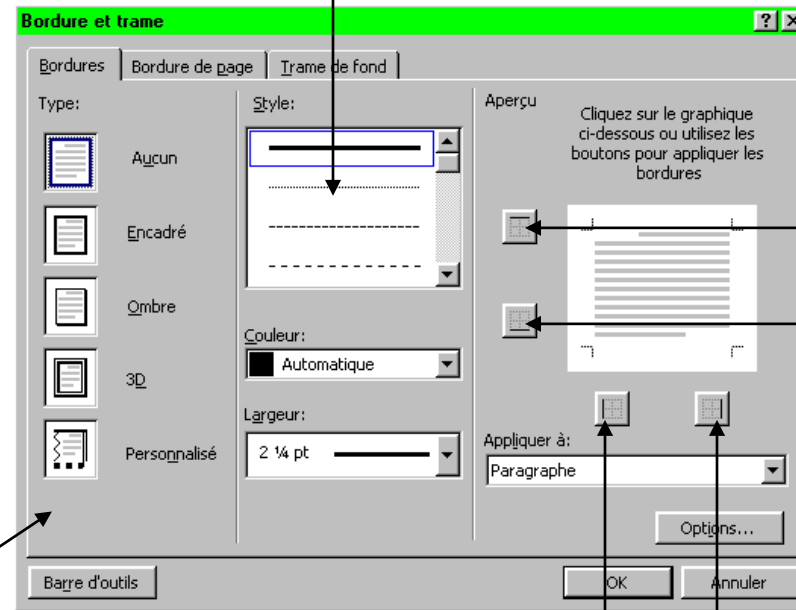 Bordure et trame
Bordures Bordure de page Trame de fond
Type:
Aucun
Encadré
Ombre
3D
Personnalisé
Style:
Couleur:
Automatique
Largeur:
2 ¼ pt
Aperçu
Cliquez sur le graphique
ci-dessous ou utilisez les
boutons pour appliquer les
bordures
Appliquer à:
Paragraphe
Options...
Barre d'outils OK Annuler